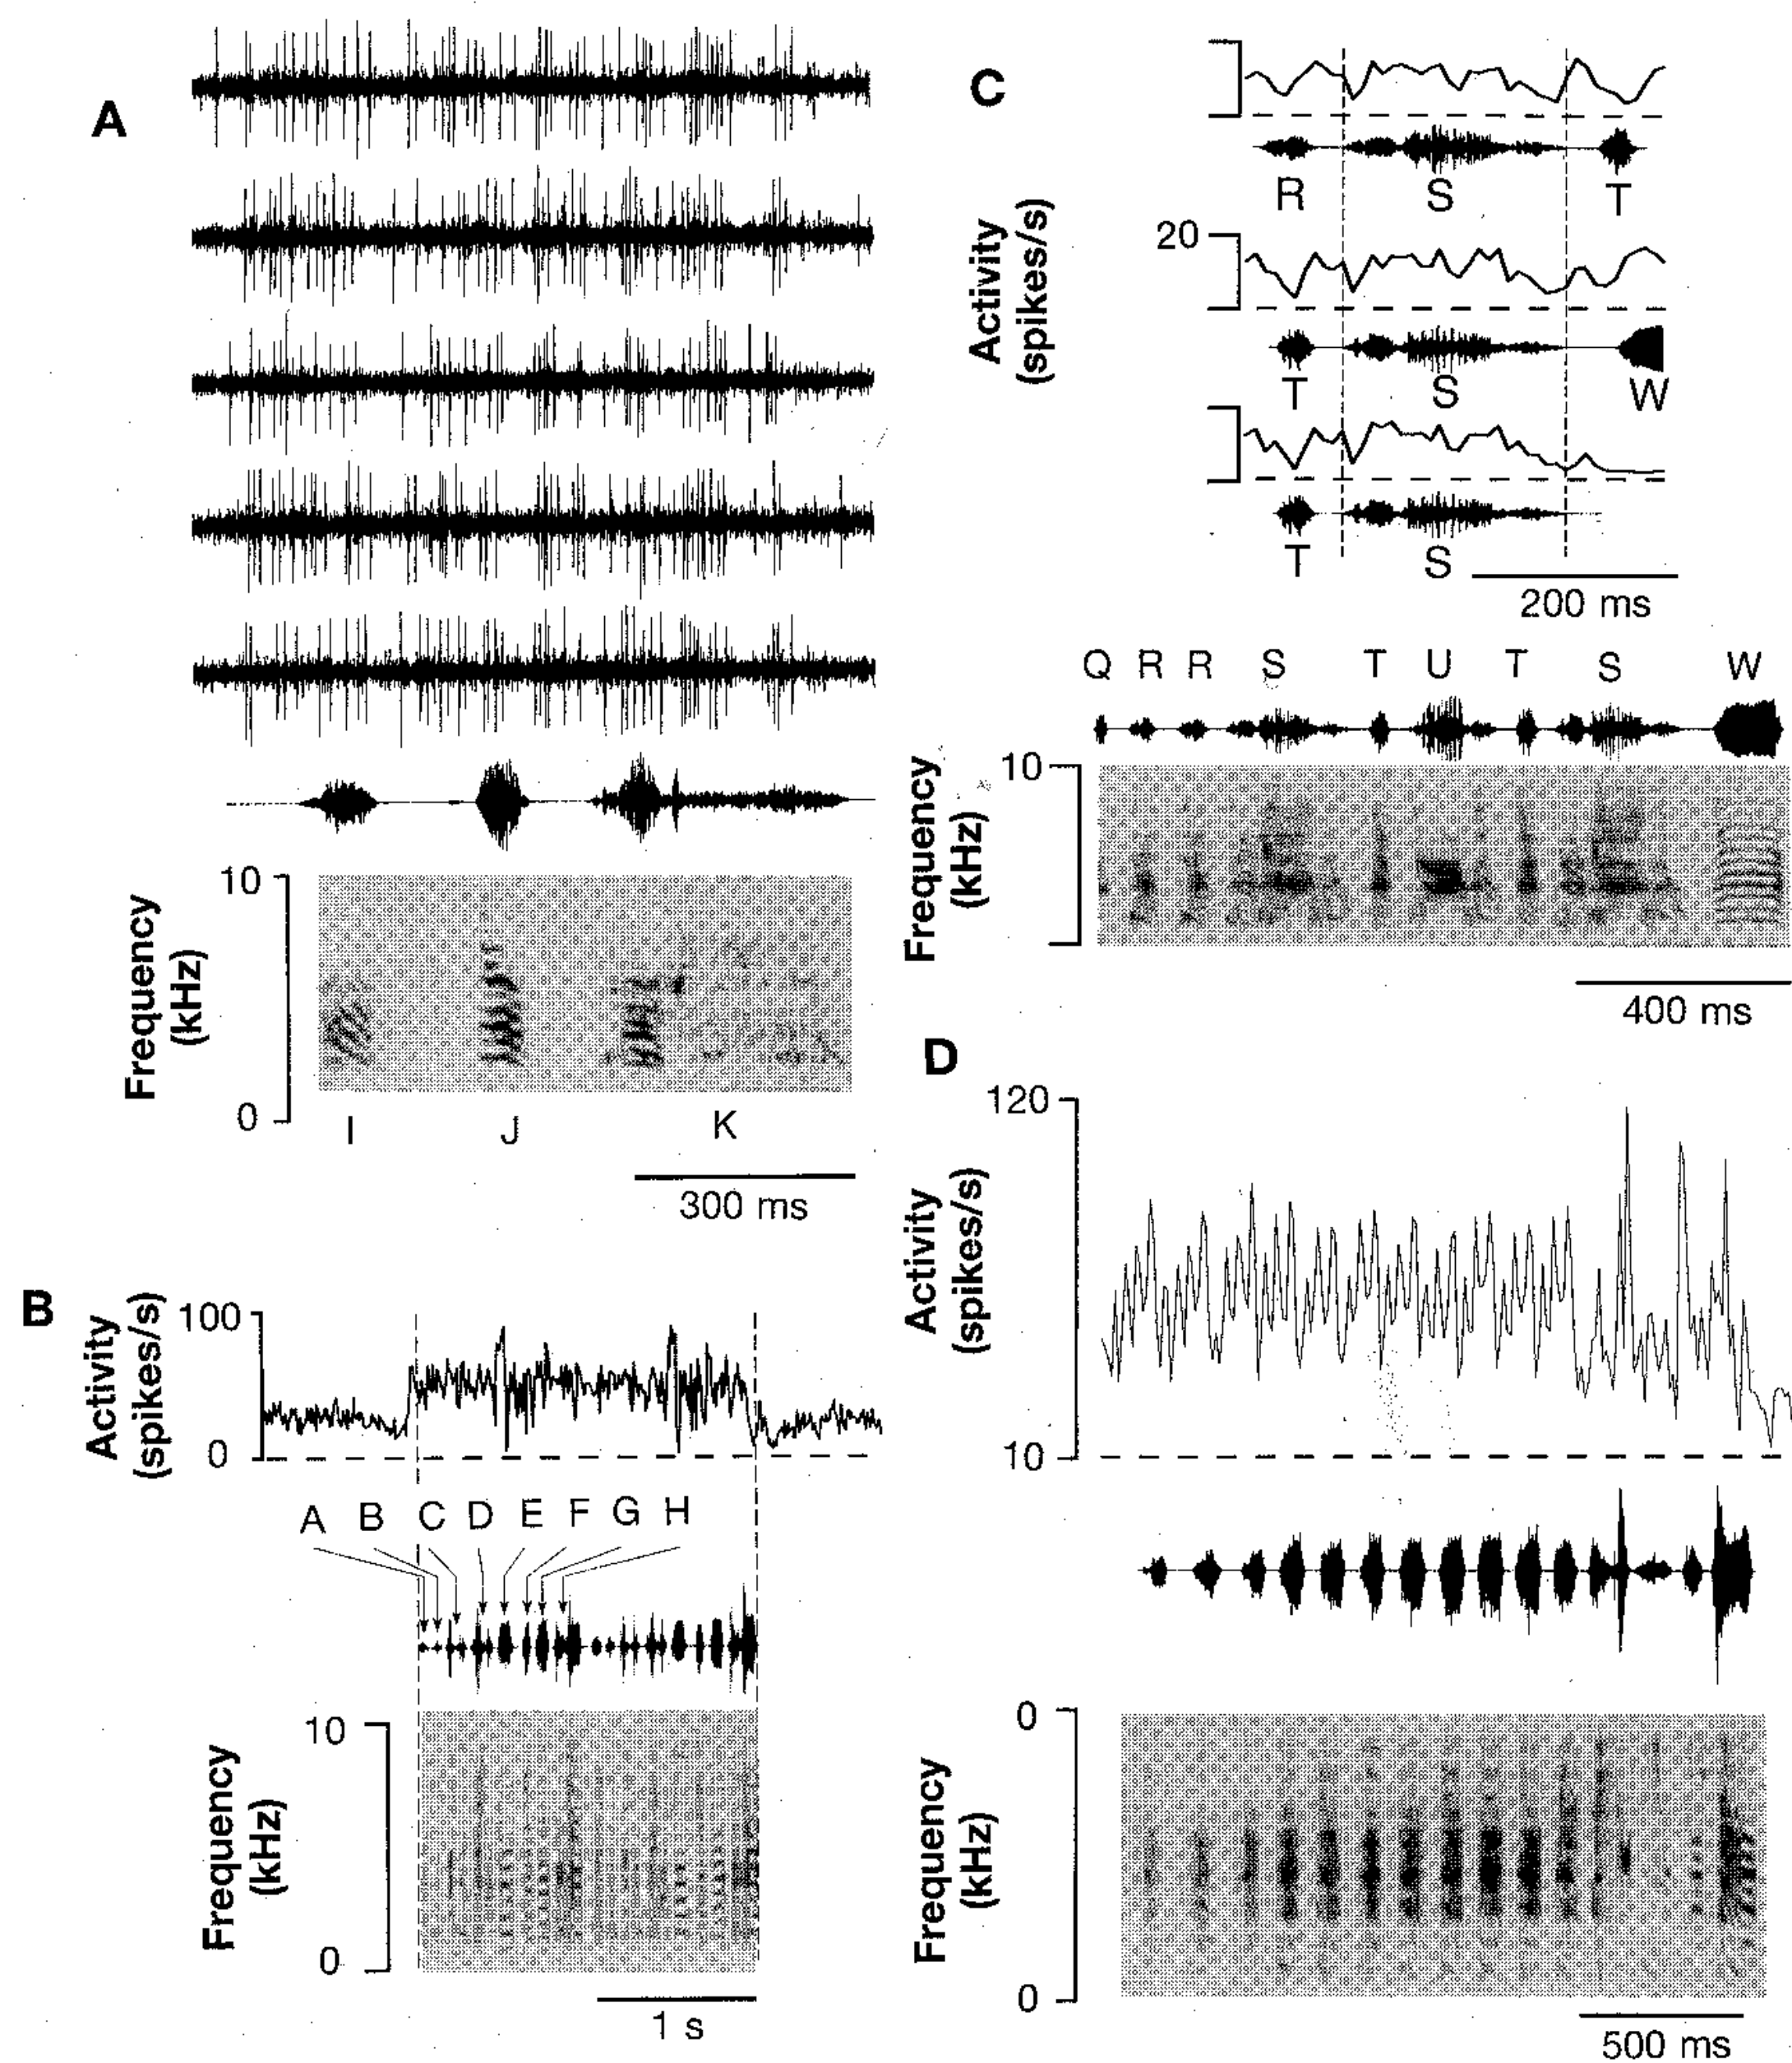 A
10
Frequency
(kHz)
0
I J K
300 ms
B
Activity
(spikes/s)
100
0
A B C D E F G H
10
Frequency
(kHz)
0
1 s
C
Activity
(spikes/s)
R S T
20
T S W
T S
200 ms
Q R R S T U T S W
10
Frequency
(kHz)
400 ms
D
120
Activity
(spikes/s)
10
0
Frequency
(kHz)
0
500 ms